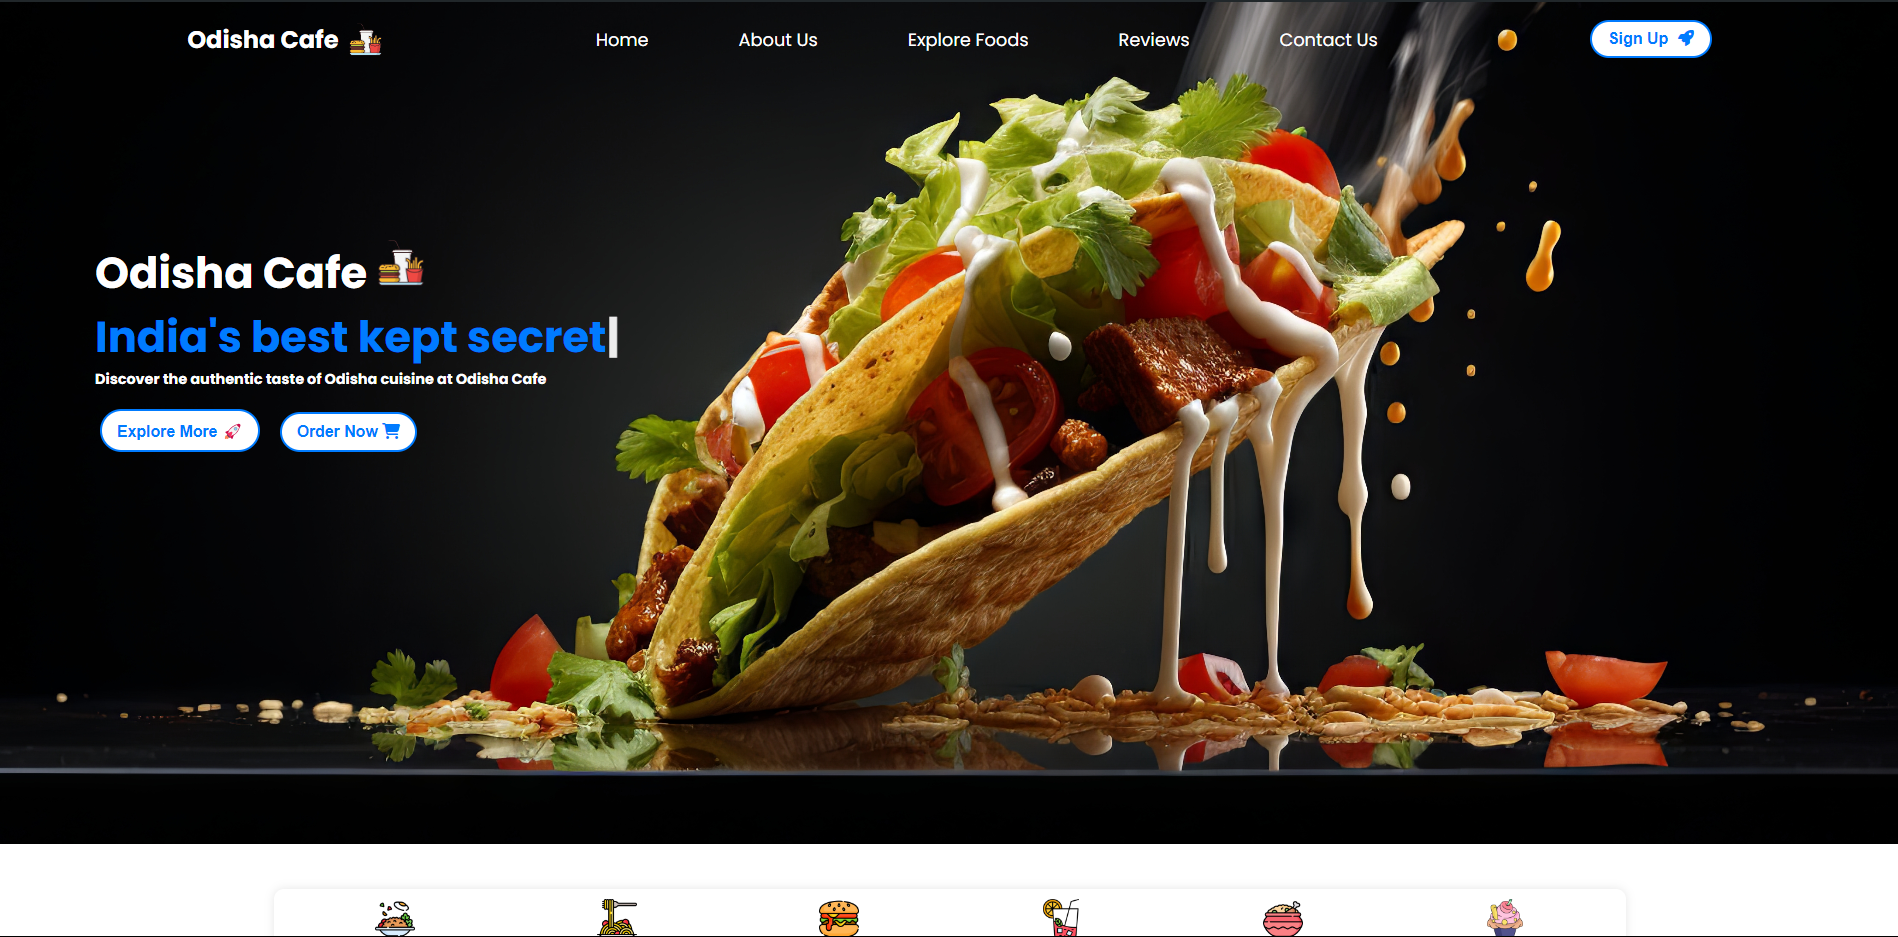 Odisha Cafe
Home
About Us
Explore Foods
Reviews
Contact Us
Sign Up
Odisha Cafe
India's best kept secret|
Discover the authentic taste of Odisha cuisine at Odisha Cafe
Explore More
Order Now